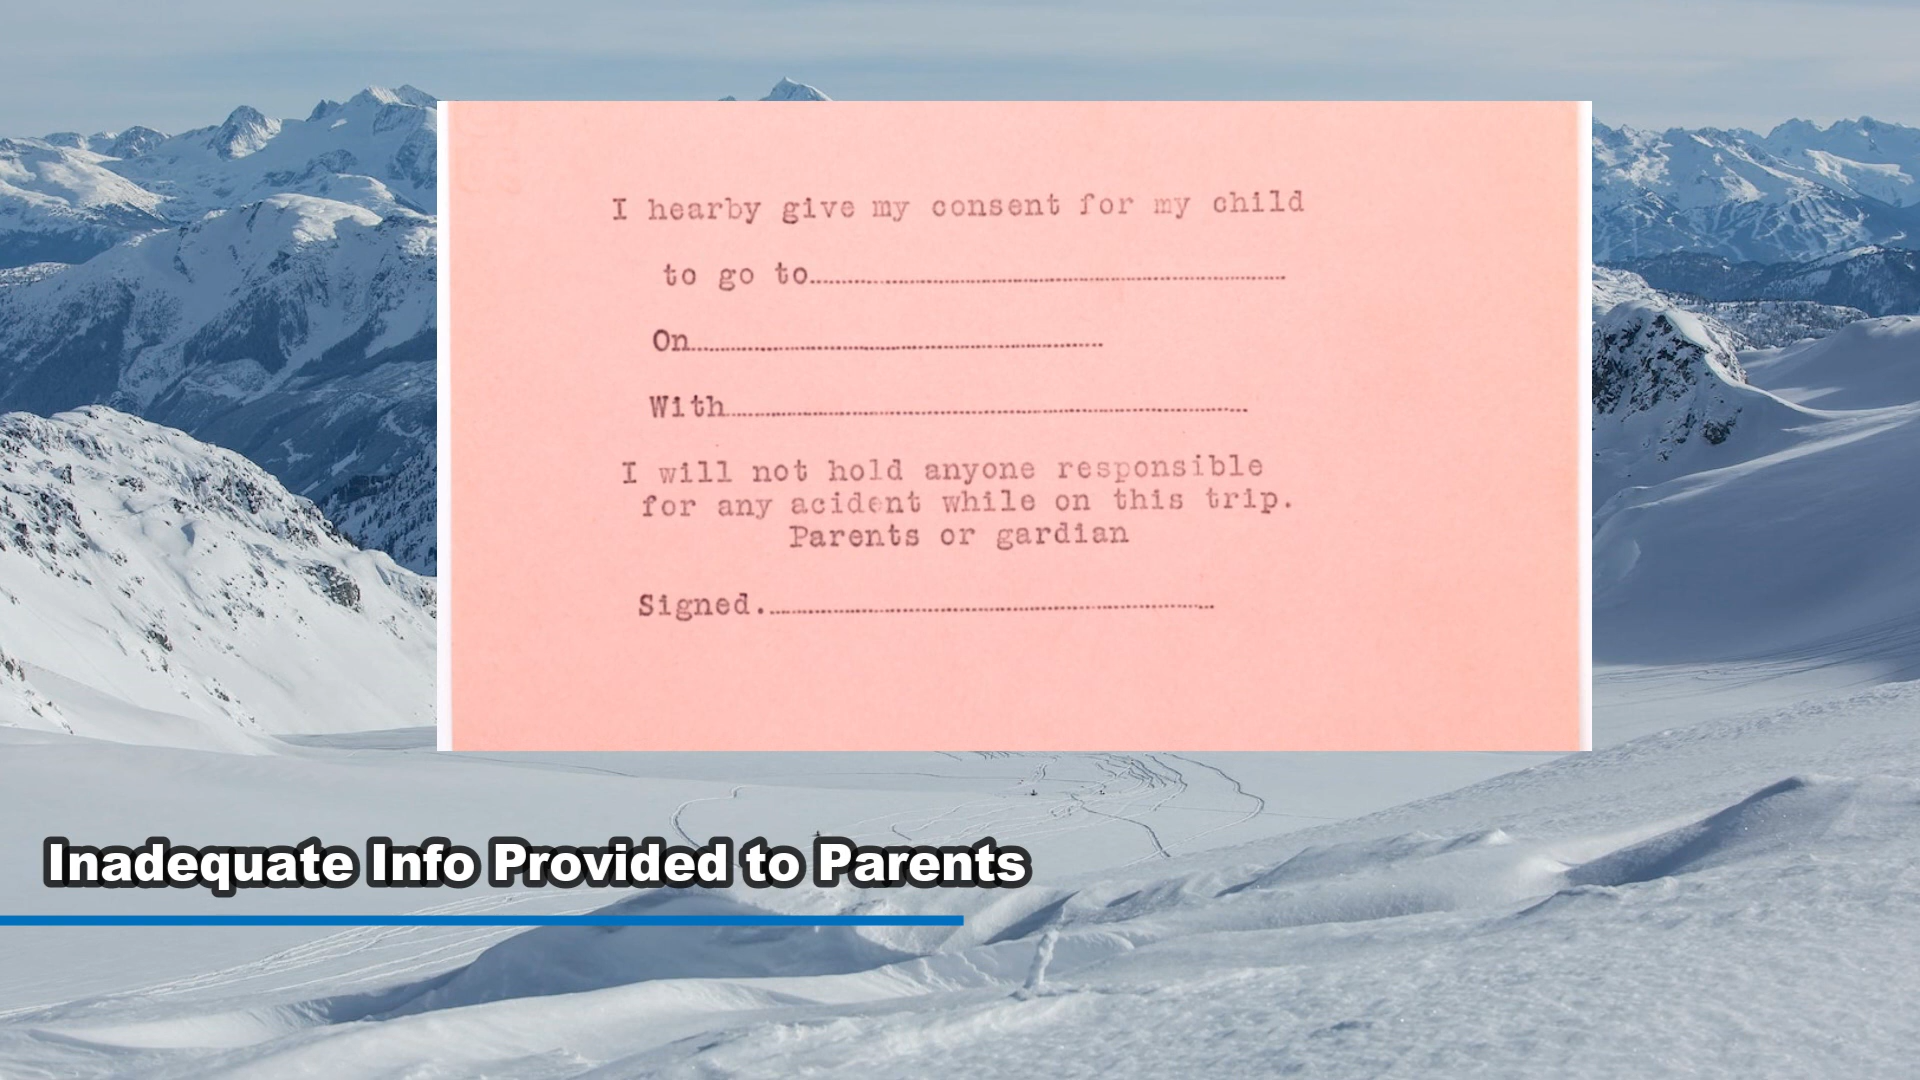 I hearby give my consent for my child
to go to........................................
On........................................
With........................................
I will not hold anyone responsible
for any acident while on this trip.
Parents or gardian
Signed.........................................
Inadequate Info Provided to Parents